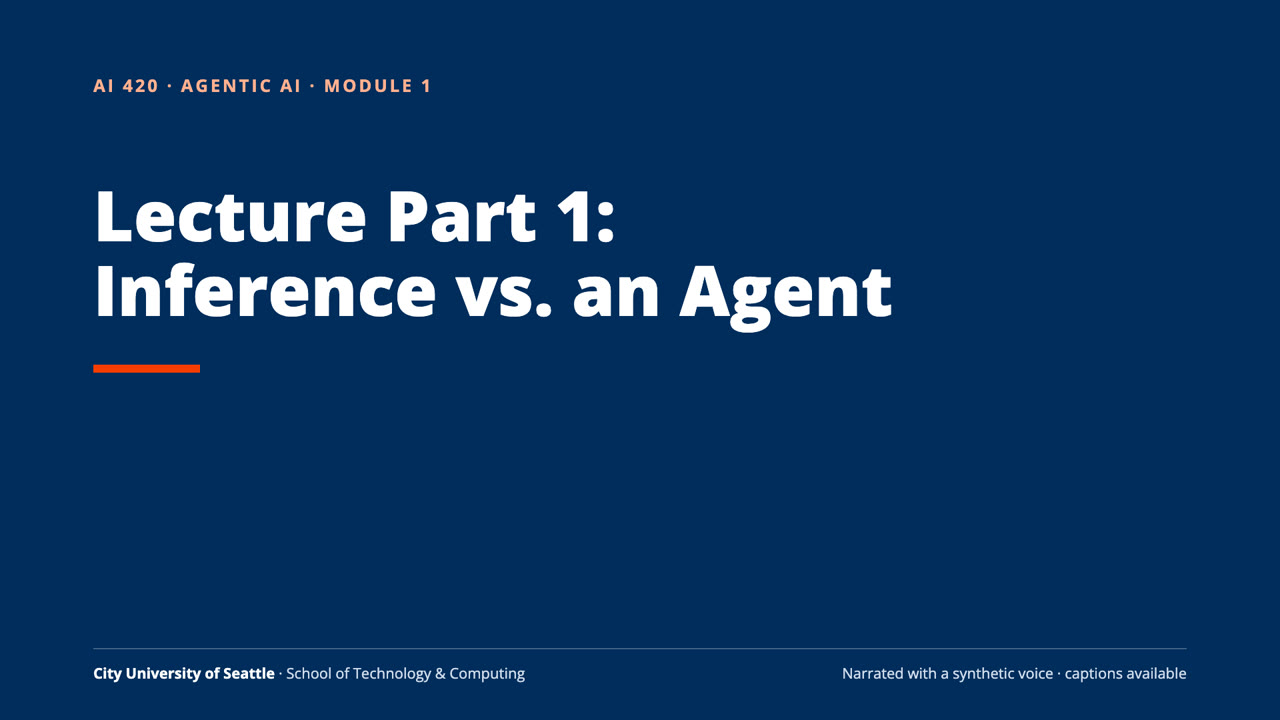 AI 420 · AGENTIC AI · MODULE 1
Lecture Part 1:
Inference vs. an Agent
City University of Seattle · School of Technology & Computing
Narrated with a synthetic voice · captions available